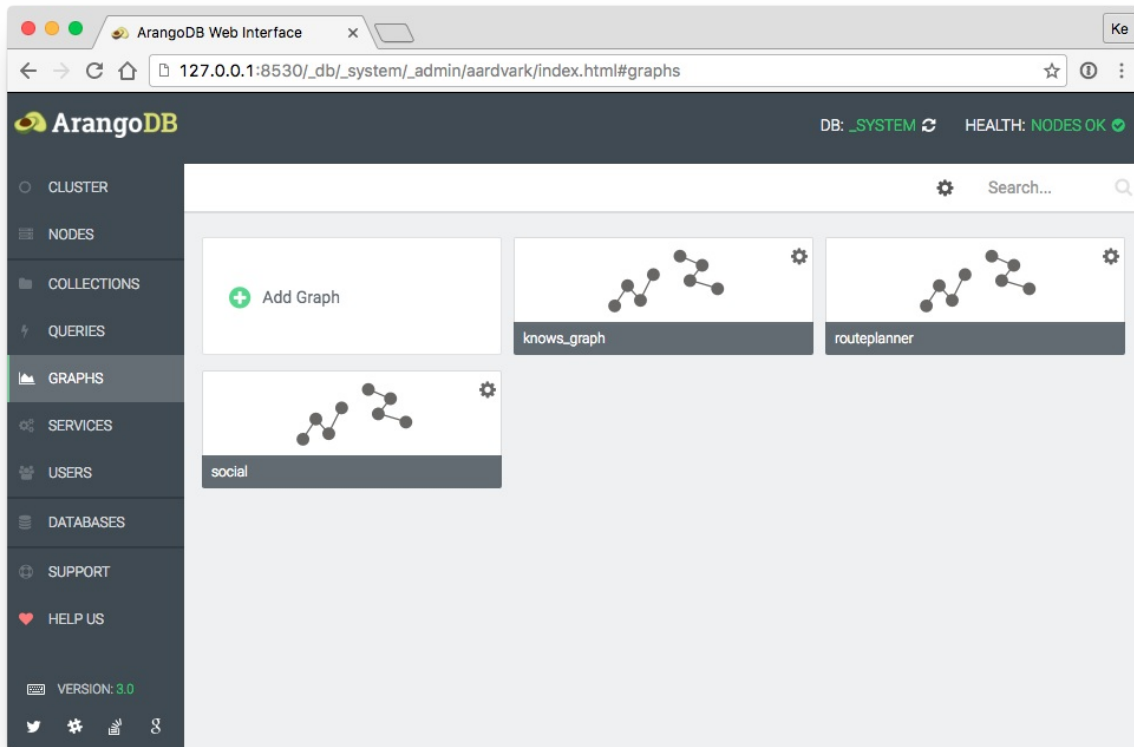 ArangoDB Web Interface
Ke
127.0.0.1:8530/_db/_system/_admin/aardvark/index.html#graphs
ArangoDB
DB: _SYSTEM
HEALTH: NODES OK
CLUSTER
Search...
NODES
COLLECTIONS
QUERIES
GRAPHS
SERVICES
USERS
DATABASES
SUPPORT
HELP US
VERSION: 3.0
Add Graph
knows_graph
routeplanner
social